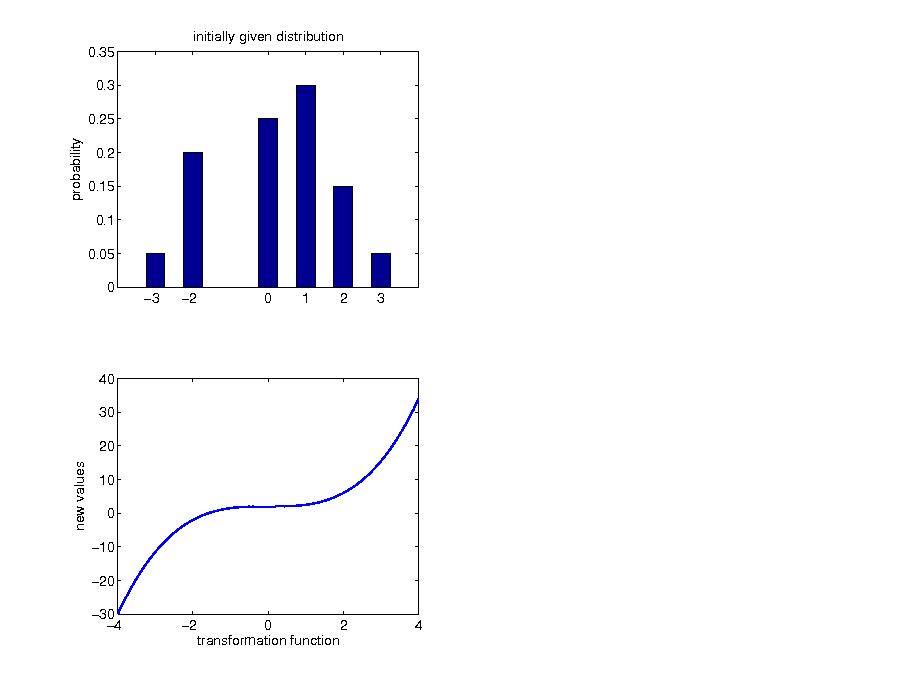 initially given distribution
0.35
0.3
0.25
0.2
0.15
0.1
0.05
0
probability
−3 −2 0 1 2 3
40
30
20
10
0
−10
−20
−30
new values
−4 −2 0 2 4
transformation function